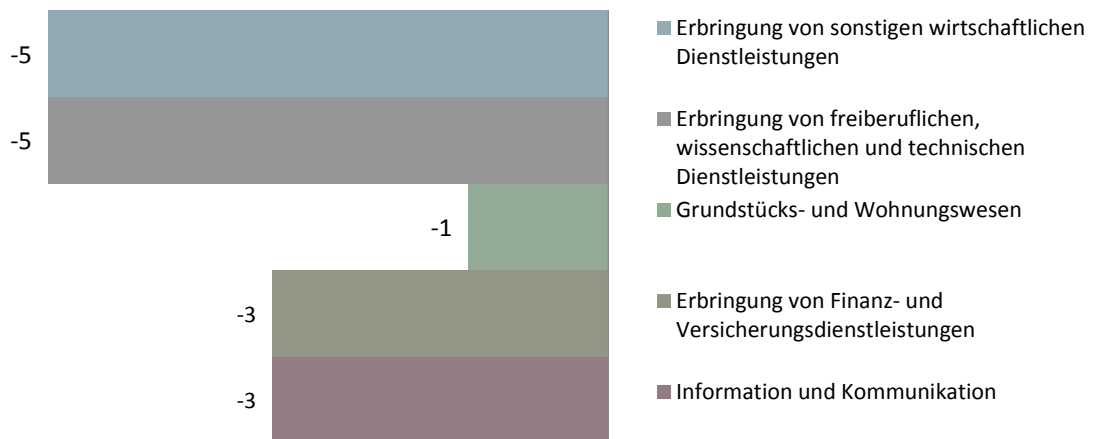 -5
Erbringung von sonstigen wirtschaftlichen
Dienstleistungen
-5
Erbringung von freiberuflichen,
wissenschaftlichen und technischen
Dienstleistungen
-1
Grundstücks- und Wohnungswesen
-3
Erbringung von Finanz- und
Versicherungsdienstleistungen
-3
Information und Kommunikation